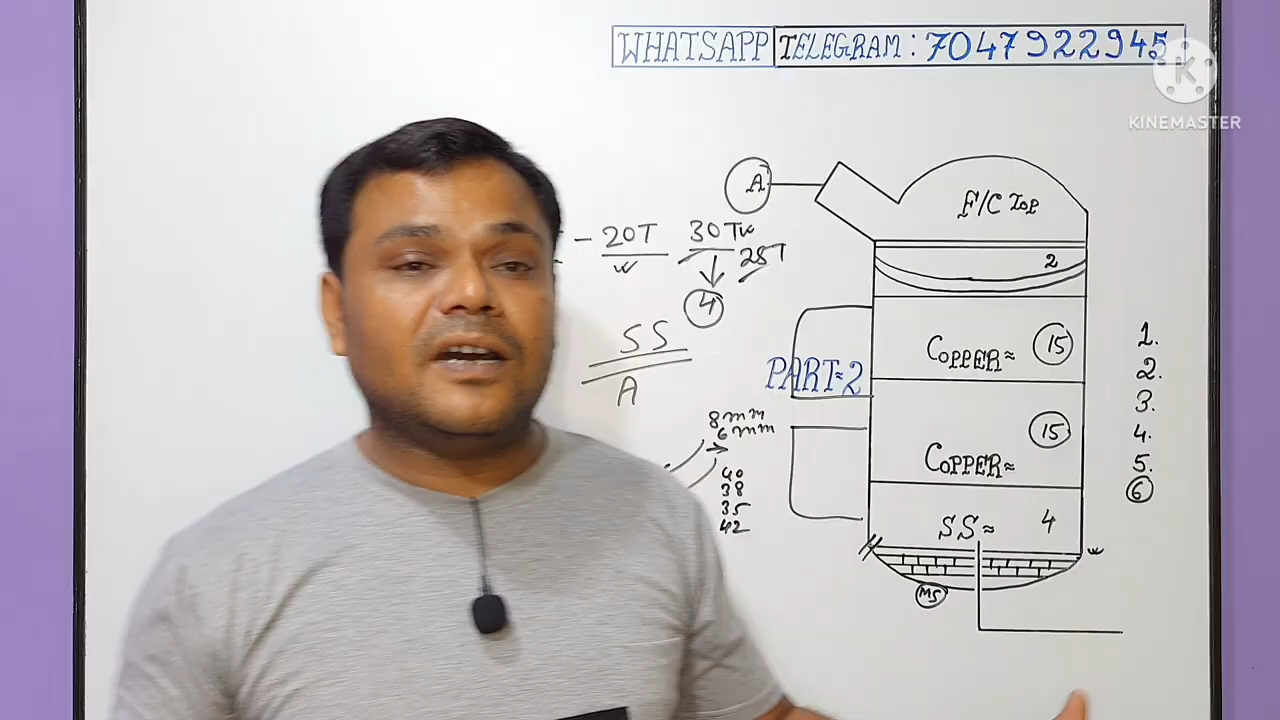 WHATSAPP TELEGRAM: 7047922945
KINEMASTER
A
F/C TOP
- 20T 30TW
W 25T
4
2
SS
A
COPPER≈ 15
PART≈2
8mm
6mm
COPPER≈ 15
40
38
35
42
SS≈ 4
MS
W
1.
2.
3.
4.
5.
6